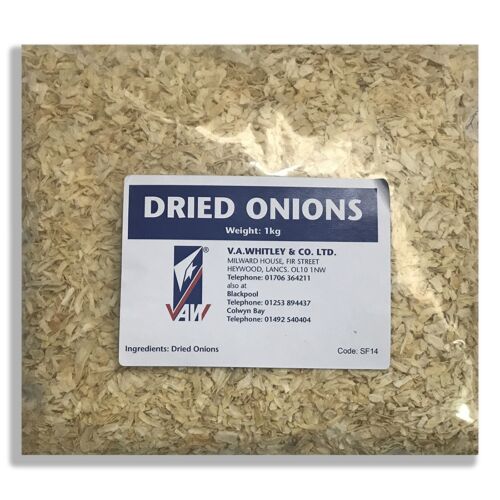 DRIED ONIONS
Weight: 1kg
®
VAW
V.A.WHITLEY & CO. LTD.
MILWARD HOUSE, FIR STREET
HEYWOOD, LANCS. OL10 1NW
Telephone: 01706 364211
also at
Blackpool
Telephone: 01253 894437
Colwyn Bay
Telephone: 01492 540404
Ingredients: Dried Onions
Code: SF14